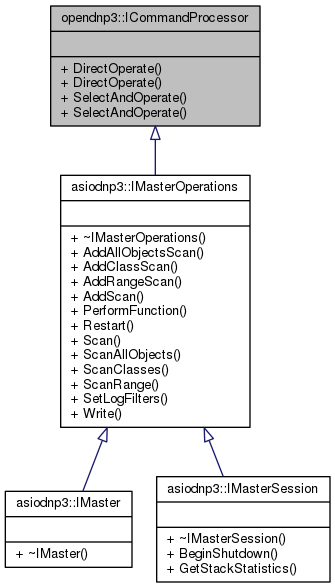 opendnp3::ICommandProcessor
+ DirectOperate()
+ DirectOperate()
+ SelectAndOperate()
+ SelectAndOperate()
asiodnp3::IMasterOperations
+ ~IMasterOperations()
+ AddAllObjectsScan()
+ AddClassScan()
+ AddRangeScan()
+ AddScan()
+ PerformFunction()
+ Restart()
+ Scan()
+ ScanAllObjects()
+ ScanClasses()
+ ScanRange()
+ SetLogFilters()
+ Write()
asiodnp3::IMaster
+ ~IMaster()
asiodnp3::IMasterSession
+ ~IMasterSession()
+ BeginShutdown()
+ GetStackStatistics()